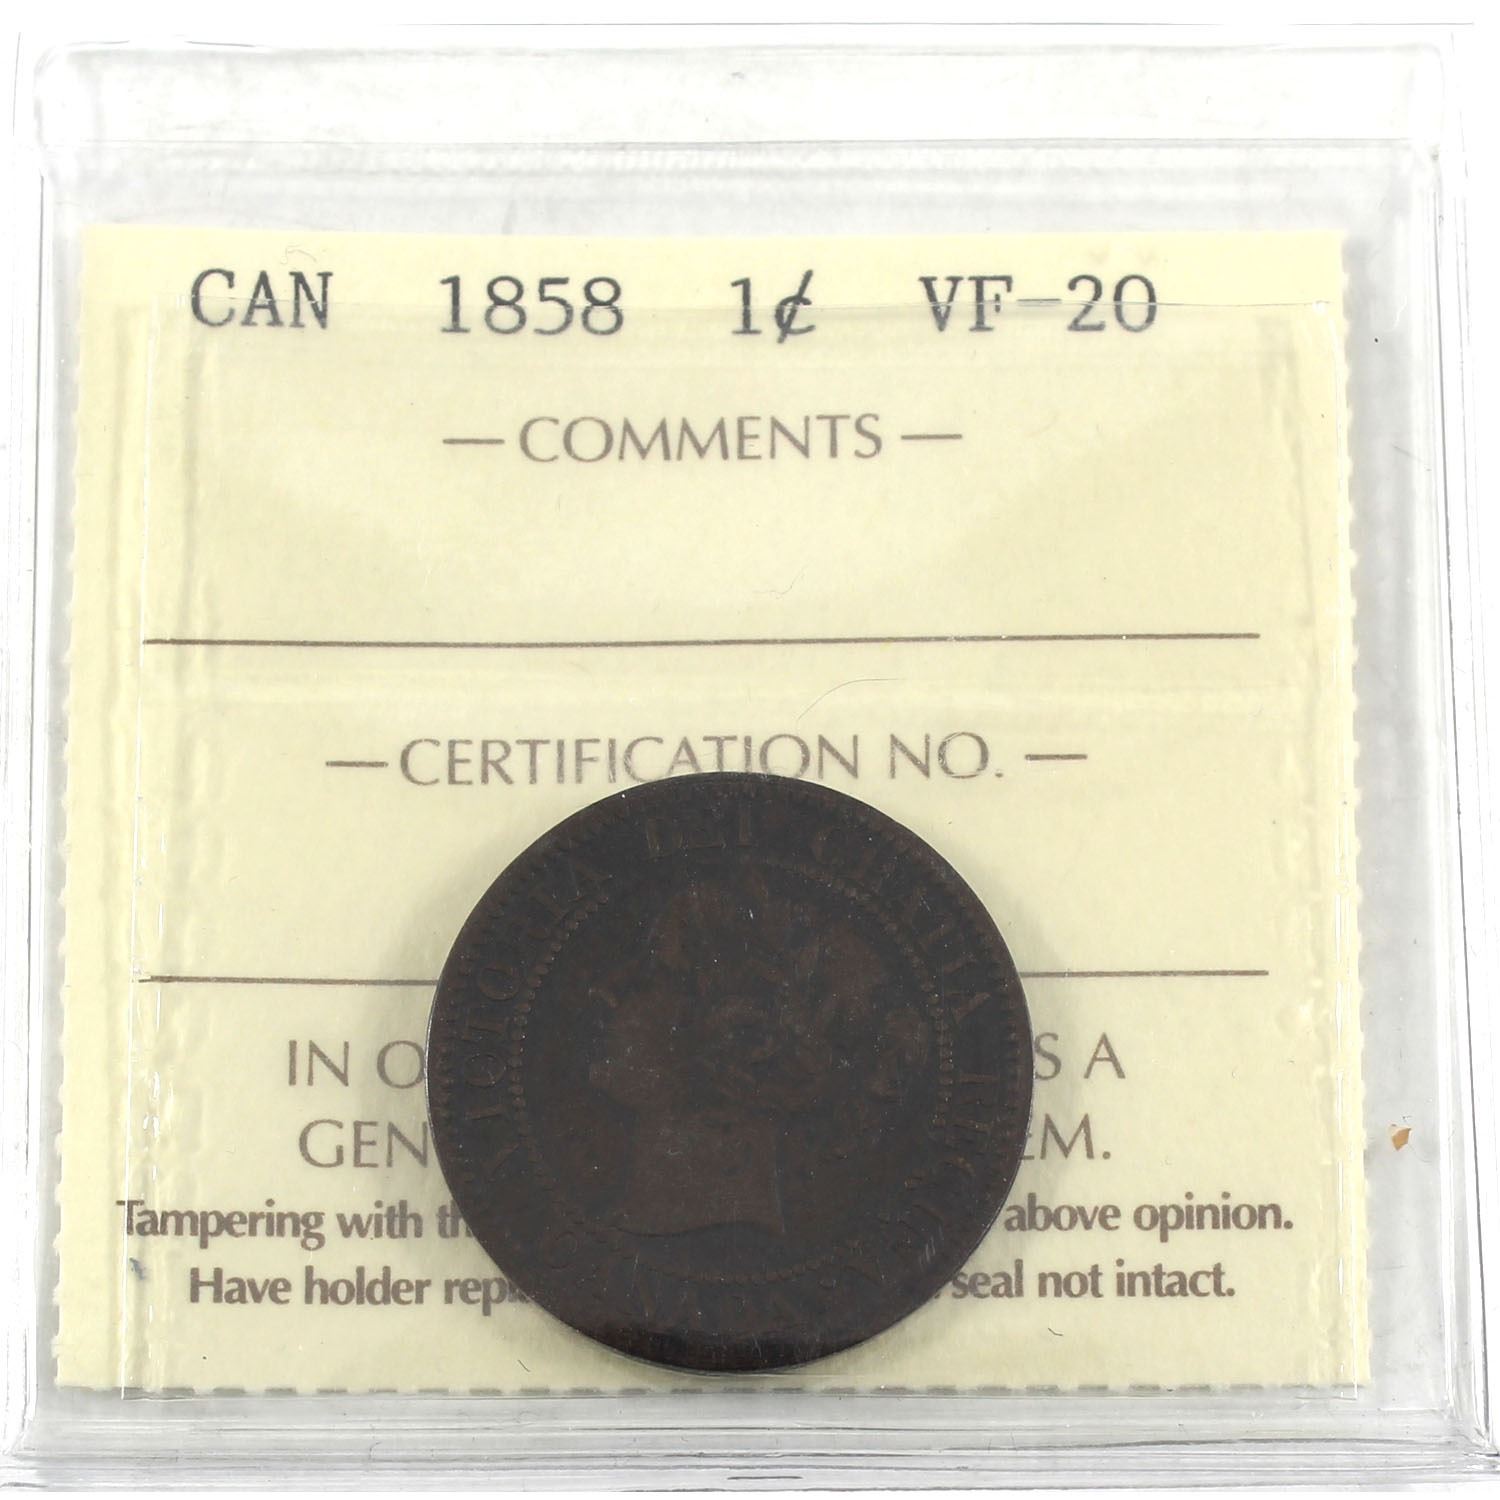 CAN 1858 1¢ VF-20
— COMMENTS —
— CERTIFICATION NO. —
IN O S A
GEN EM.
Tampering with th above opinion.
Have holder rep seal not intact.
VICTORIA DEI GRATIA REGINA. CANADA